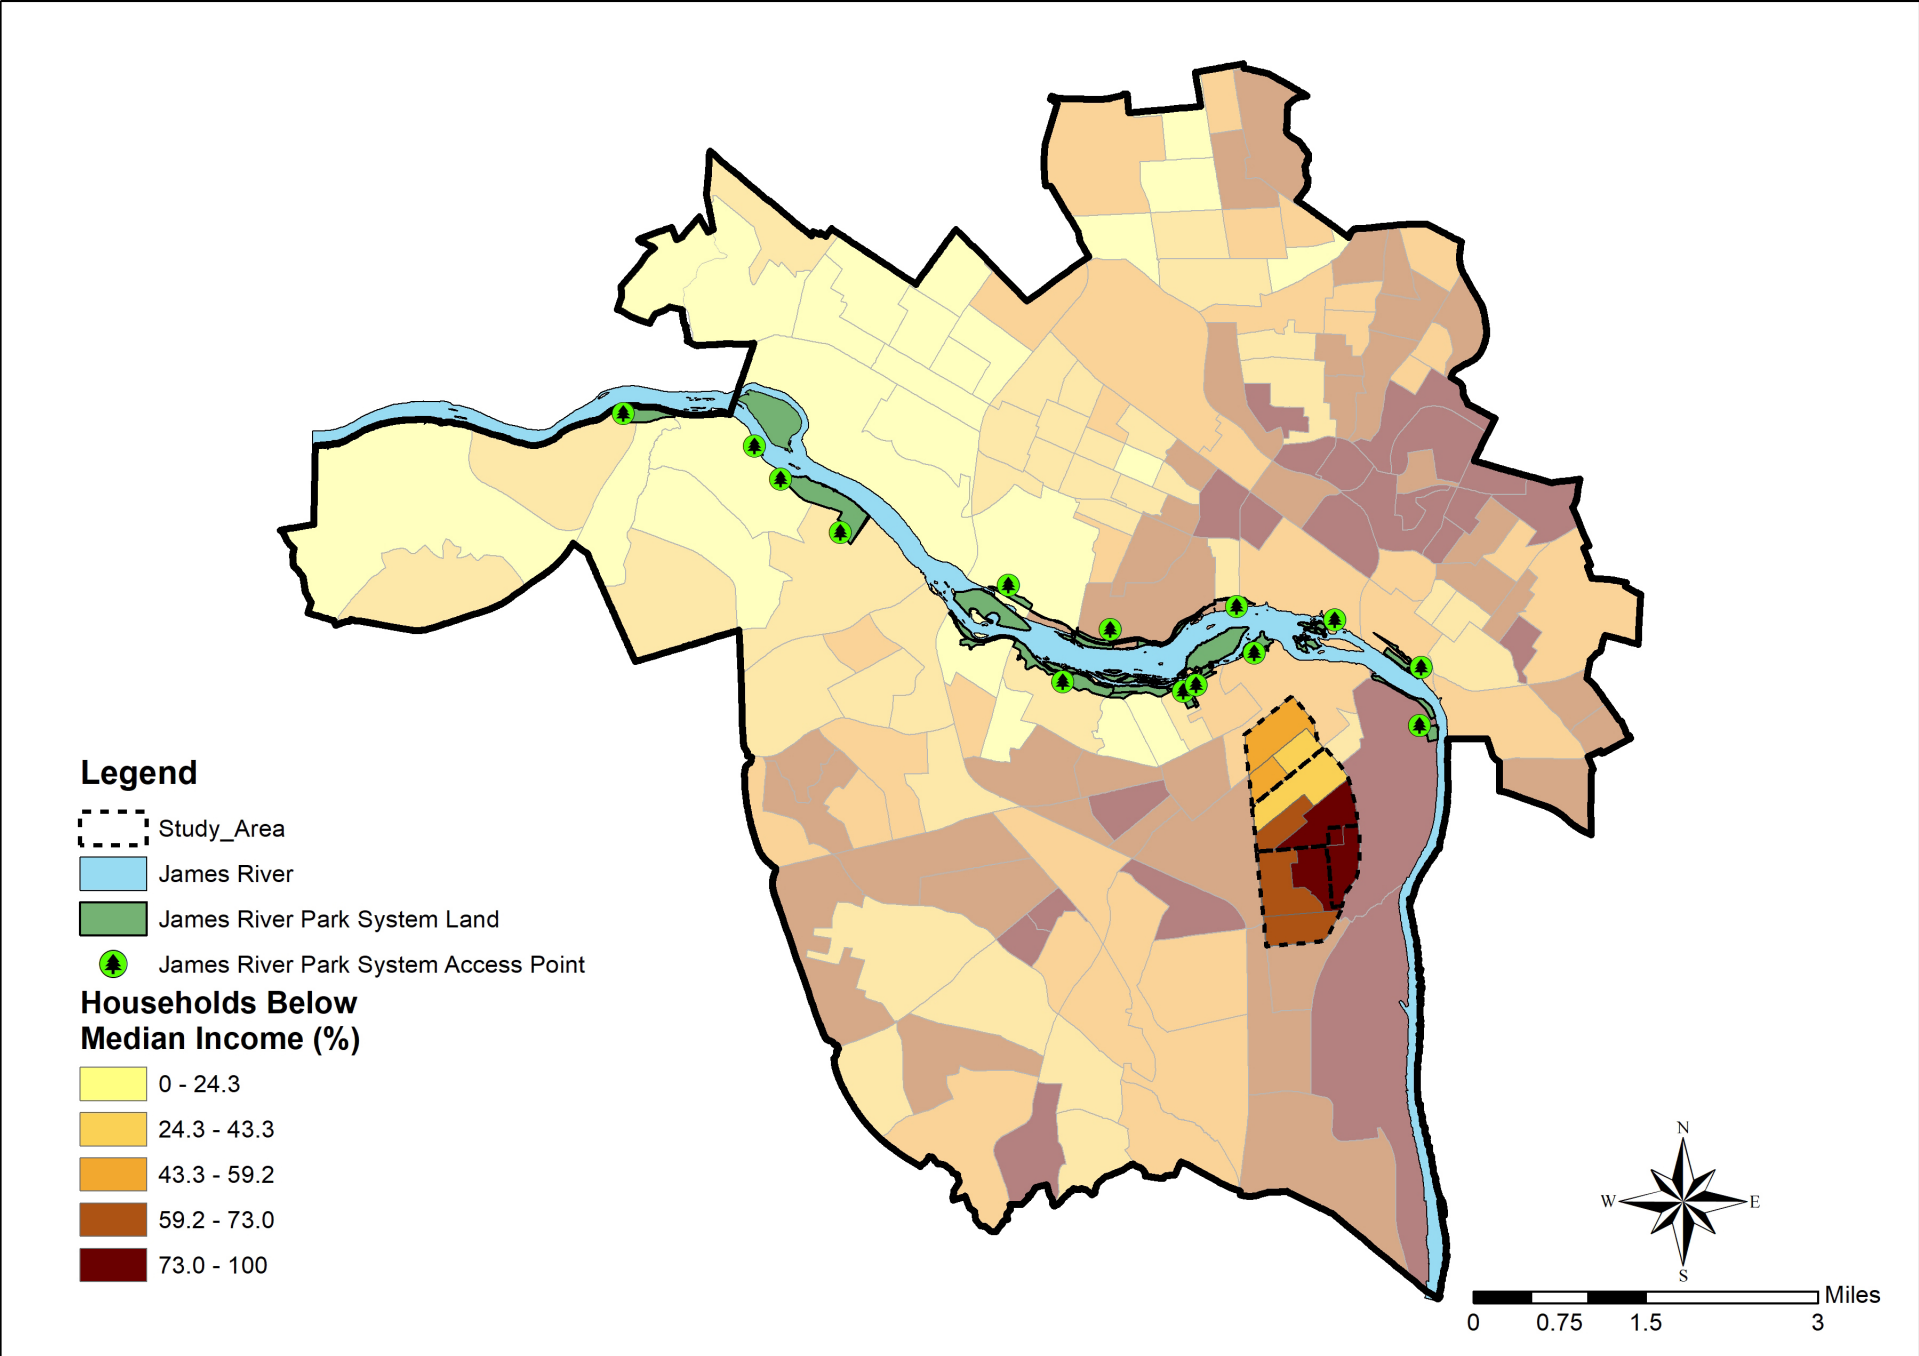 Legend
Study_Area
James River
James River Park System Land
James River Park System Access Point
Households Below
Median Income (%)
0 - 24.3
24.3 - 43.3
43.3 - 59.2
59.2 - 73.0
73.0 - 100
N
W E
S
Miles
0 0.75 1.5 3